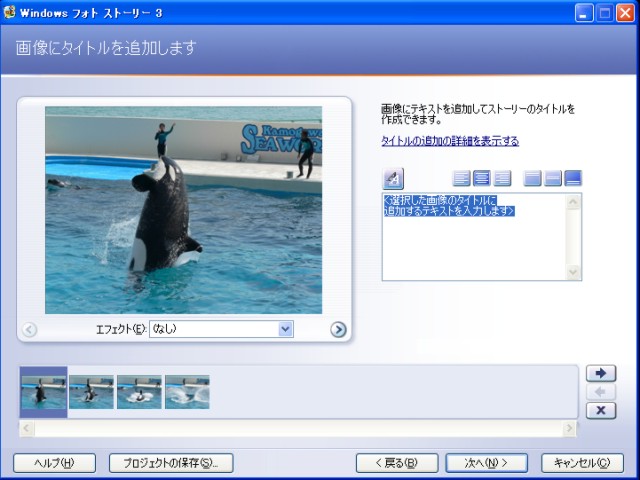 Windows フォト ストーリー 3
画像にタイトルを追加します
Kamogawa
SEAWORLD
画像にテキストを追加してストーリーのタイトルを
作成できます。
タイトルの追加の詳細を表示する
A
<選択した画像のタイトルに
追加するテキストを入力します>
エフェクト(E):
(なし)
ヘルプ(H)
プロジェクトの保存(S)...
< 戻る(B)
次へ(N) >
キャンセル(C)